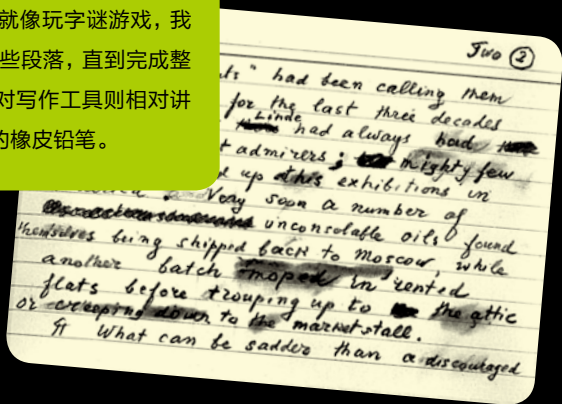 就像玩字谜游戏，我
些段落，直到完成整
对写作工具则相对讲
的橡皮铅笔。
Two ②
had been calling them
for the last three decades
Linde had always had
admirers; mighty few
up at his exhibitions in
Very soon a number of
unconsolable oils found
themselves being shipped back to Moscow, while
another batch moped in rented
flats before trouping up to the attic
or creeping down to the market stall.
¶ What can be sadder than a discouraged